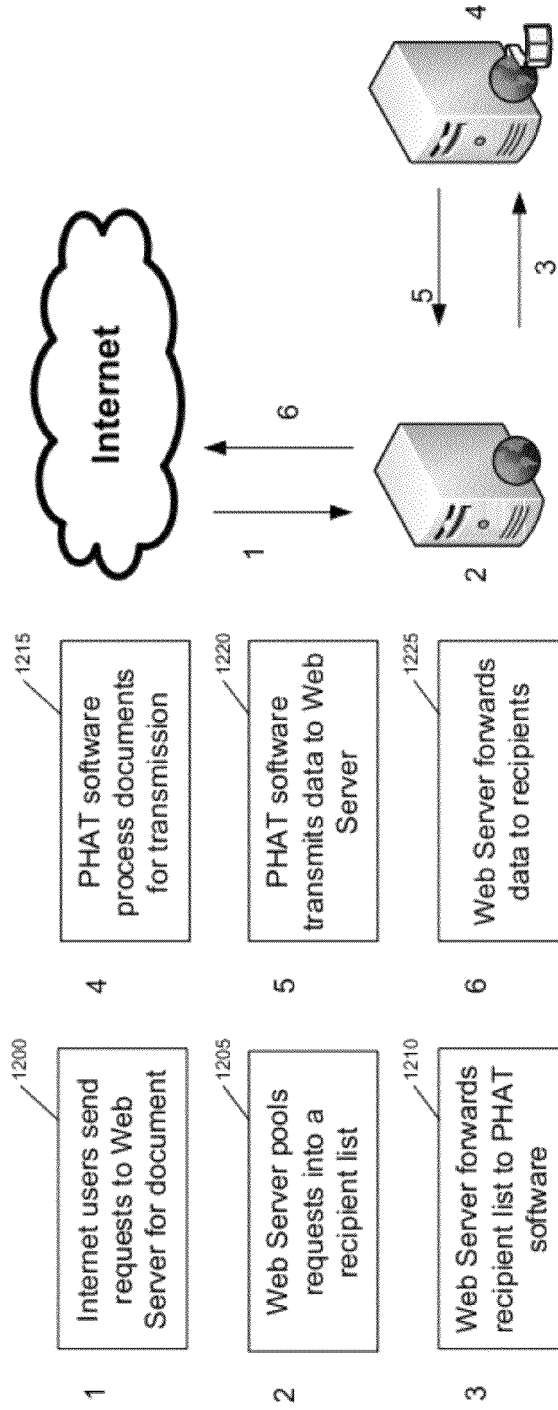 1
1200
Internet users send
requests to Web
Server for document
2
1205
Web Server pools
requests into a
recipient list
3
1210
Web Server forwards
recipient list to PHAT
software
4
1215
PHAT software
process documents
for transmission
5
1220
PHAT software
transmits data to Web
Server
6
1225
Web Server forwards
data to recipients
Internet
1
6
2
5
3
4